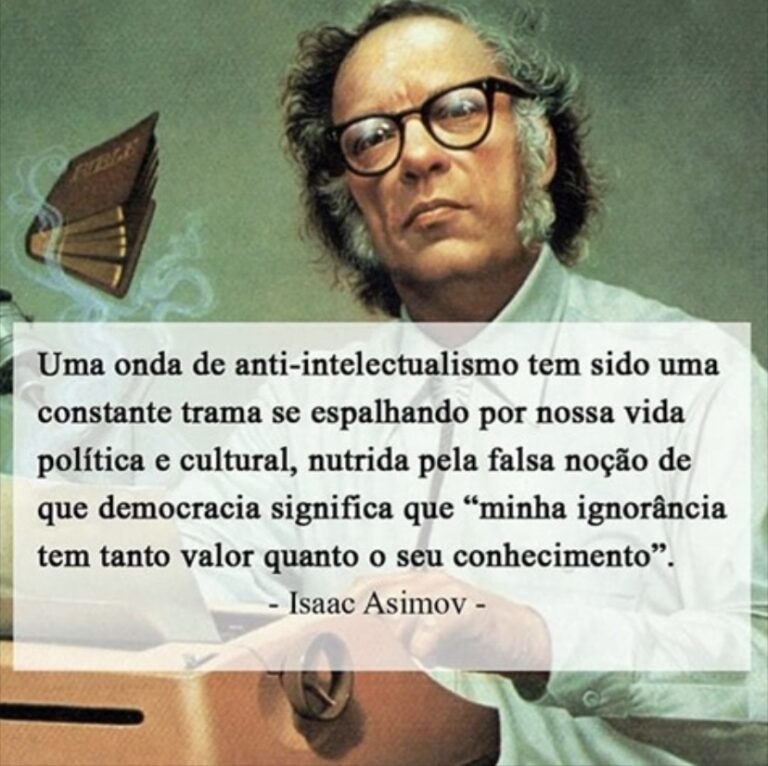 BIBLE
Uma onda de anti-intelectualismo tem sido uma
constante trama se espalhando por nossa vida
política e cultural, nutrida pela falsa noção de
que democracia significa que “minha ignorância
tem tanto valor quanto o seu conhecimento”.
- Isaac Asimov -